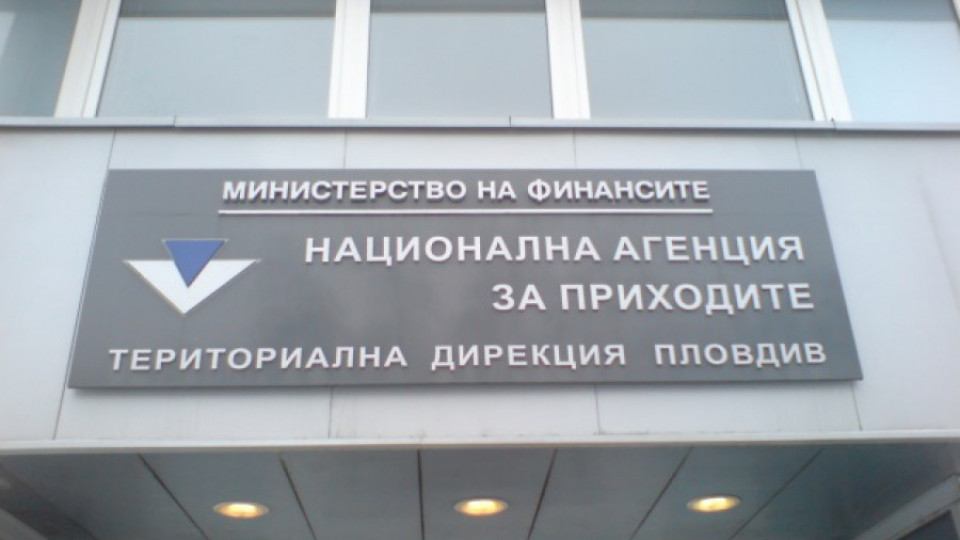 МИНИСТЕРСТВО НА ФИНАНСИТЕ
НАЦИОНАЛНА АГЕНЦИЯ
ЗА ПРИХОДИТЕ
ТЕРИТОРИАЛНА ДИРЕКЦИЯ ПЛОВДИВ